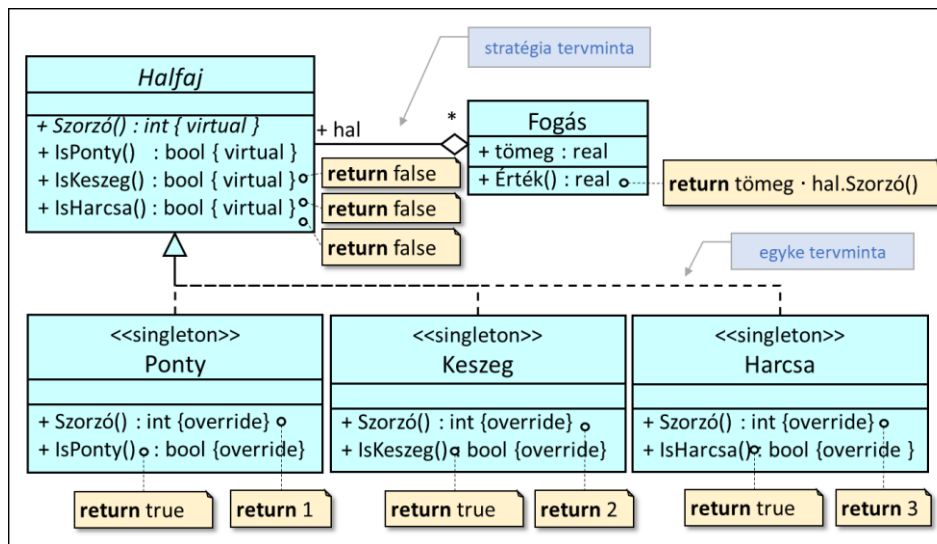 stratégia tervminta
Halfaj
+ Szorzó() : int { virtual }
+ IsPonty() : bool { virtual }
+ IsKeszeg() : bool { virtual }
+ IsHarcsa() : bool { virtual }
+ hal
*
Fogás
+ tömeg : real
+ Érték() : real
return tömeg · hal.Szorzó()
return false
return false
return false
egyke tervminta
<<singleton>>
Ponty
+ Szorzó() : int {override}
+ IsPonty() : bool {override}
return true
return 1
<<singleton>>
Keszeg
+ Szorzó() : int {override}
+ IsKeszeg() : bool {override}
return true
return 2
<<singleton>>
Harcsa
+ Szorzó() : int {override}
+ IsHarcsa() : bool {override }
return true
return 3